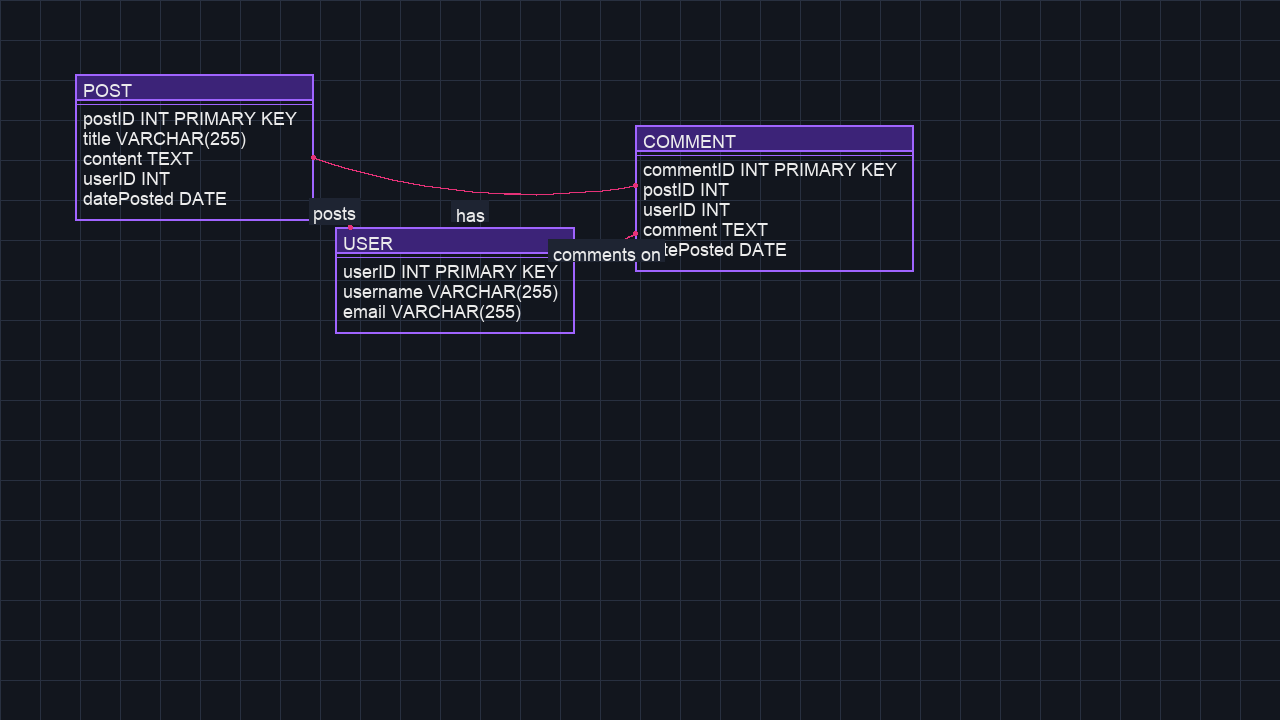 POST
postID INT PRIMARY KEY
title VARCHAR(255)
content TEXT
userID INT
datePosted DATE
posts
has
USER
userID INT PRIMARY KEY
username VARCHAR(255)
email VARCHAR(255)
comments on
COMMENT
commentID INT PRIMARY KEY
postID INT
userID INT
comment TEXT
tePosted DATE